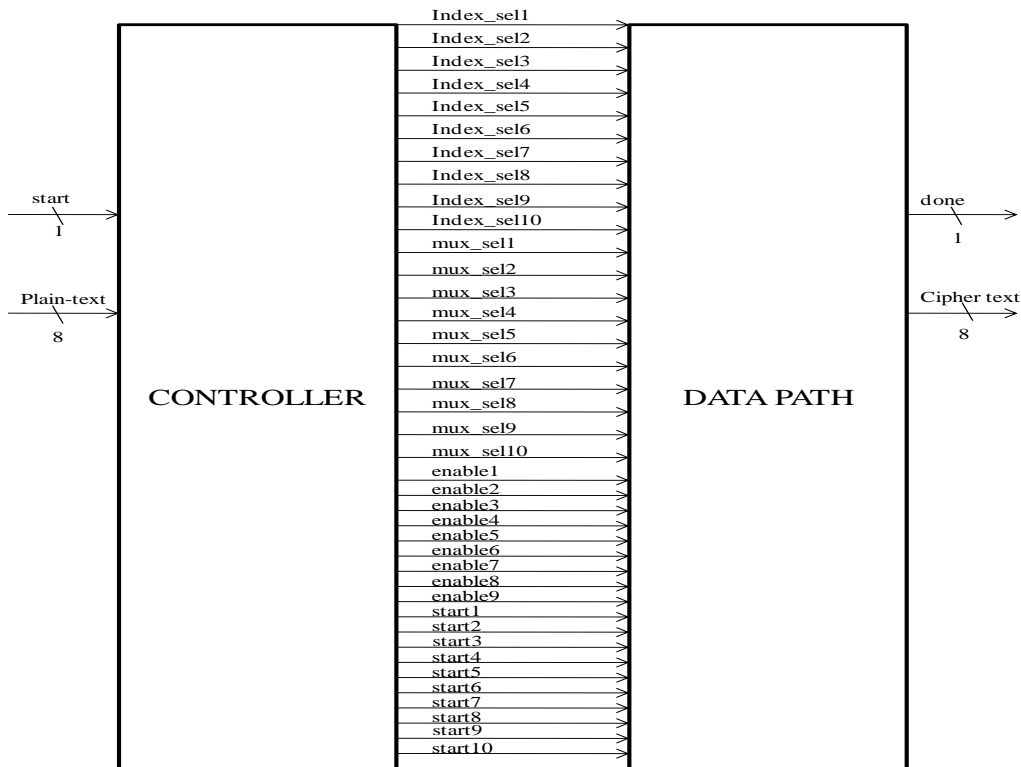 Index_sel1
Index_sel2
Index_sel3
Index_sel4
Index_sel5
Index_sel6
Index_sel7
Index_sel8
Index_sel9
Index_sel10
mux_sel1
mux_sel2
mux_sel3
mux_sel4
mux_sel5
mux_sel6
mux_sel7
mux_sel8
mux_sel9
mux_sel10
enable1
enable2
enable3
enable4
enable5
enable6
enable7
enable8
enable9
start1
start2
start3
start4
start5
start6
start7
start8
start9
start10
start
1
Plain-text
8
CONTROLLER
DATA PATH
done
1
Cipher text
8